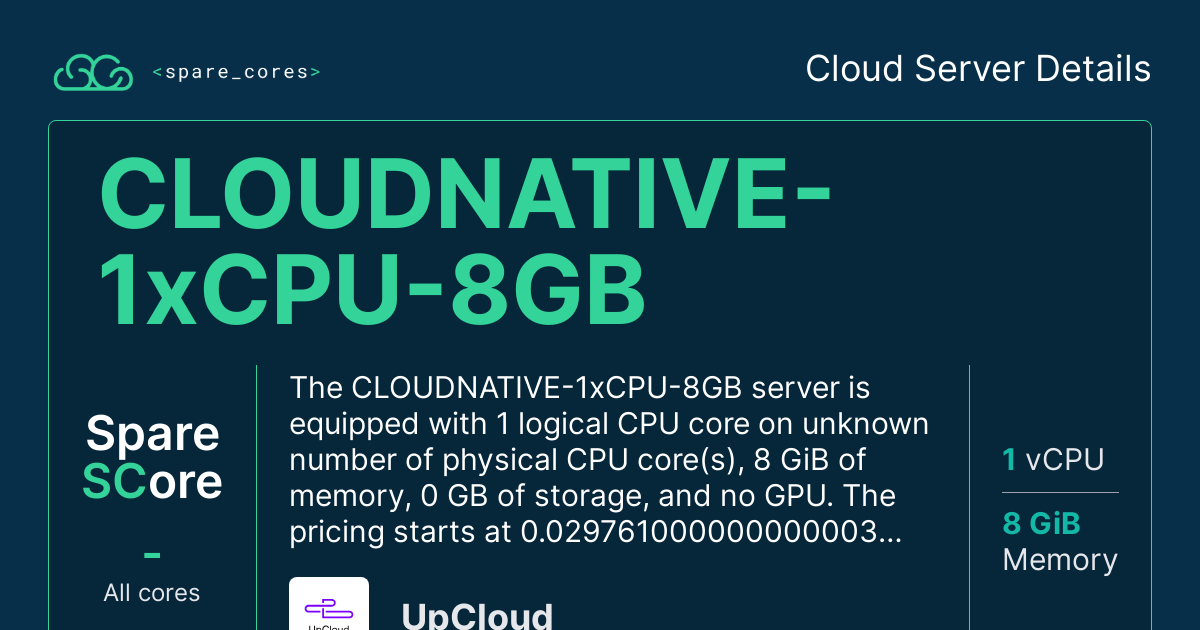 <spare_cores>
Cloud Server Details
CLOUDNATIVE-
1xCPU-8GB
Spare
SCore
-
All cores
The CLOUDNATIVE-1xCPU-8GB server is
equipped with 1 logical CPU core on unknown
number of physical CPU core(s), 8 GiB of
memory, 0 GB of storage, and no GPU. The
pricing starts at 0.029761000000000003...
UpCloud
UpCloud
1 vCPU
8 GiB
Memory